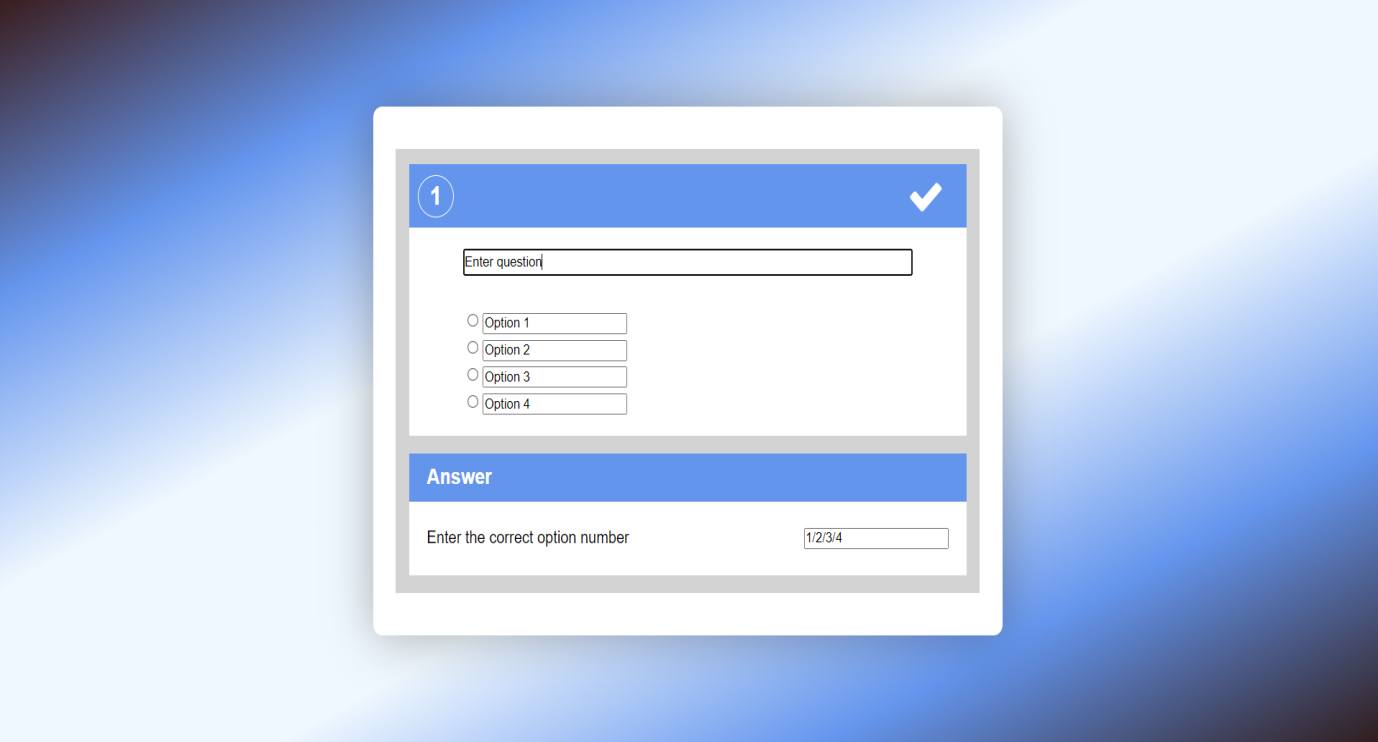 1
Enter question
Option 1
Option 2
Option 3
Option 4
Answer
Enter the correct option number
1/2/3/4